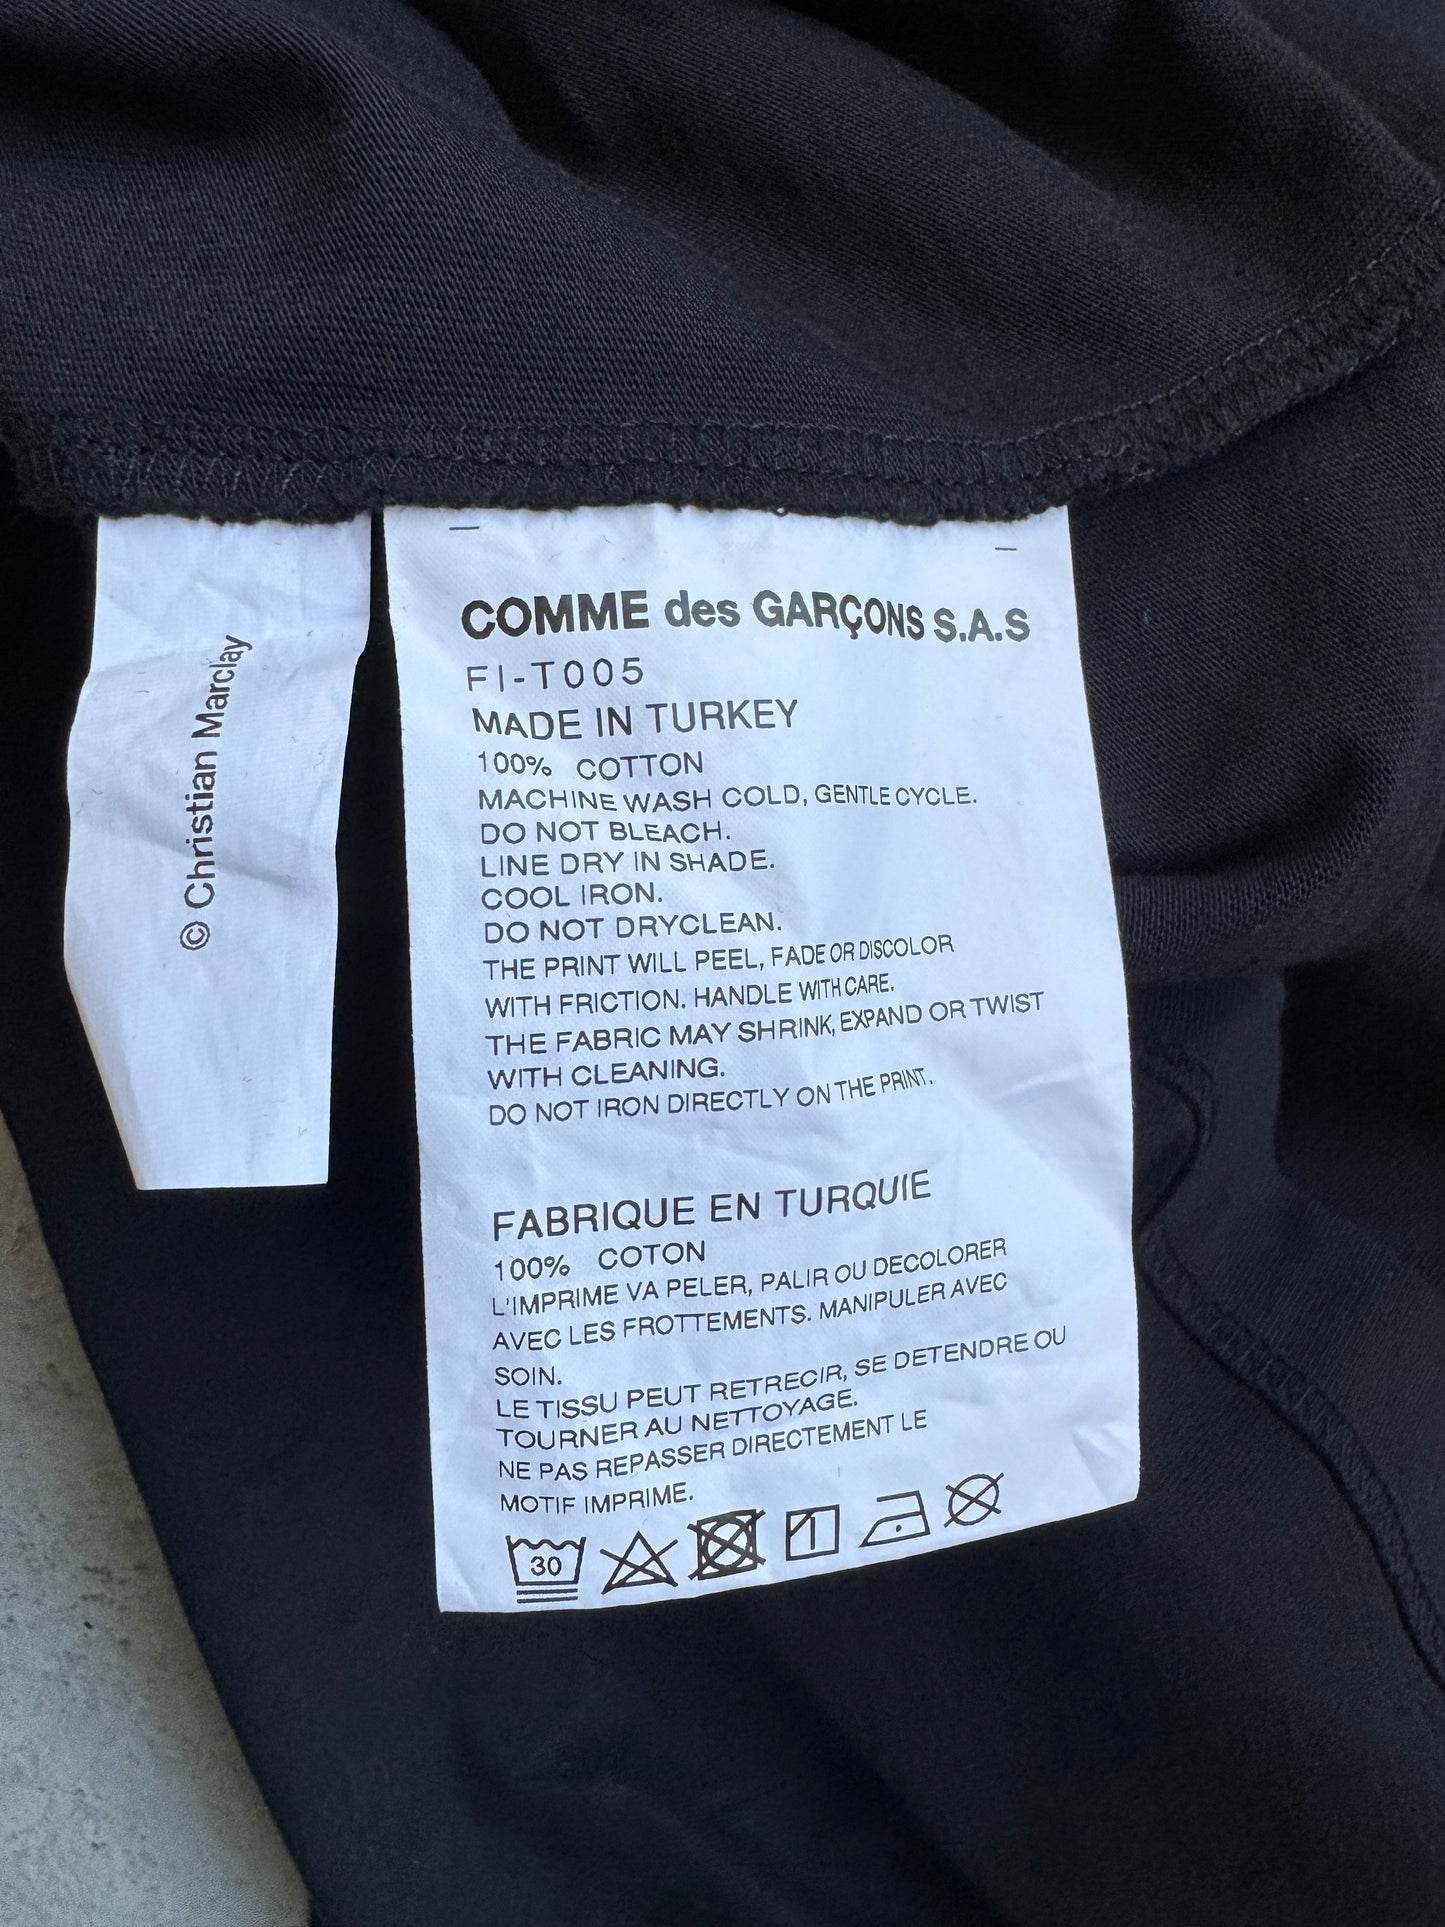 © Christian Marclay
COMME des GARÇONS S.A.S
FI-T005
MADE IN TURKEY
100% COTTON
MACHINE WASH COLD, GENTLE CYCLE.
DO NOT BLEACH.
LINE DRY IN SHADE.
COOL IRON.
DO NOT DRYCLEAN.
THE PRINT WILL PEEL, FADE OR DISCOLOR
WITH FRICTION. HANDLE WITH CARE.
THE FABRIC MAY SHRINK, EXPAND OR TWIST
WITH CLEANING.
DO NOT IRON DIRECTLY ON THE PRINT.
FABRIQUE EN TURQUIE
100% COTON
L'IMPRIME VA PELER, PALIR OU DECOLORER
AVEC LES FROTTEMENTS. MANIPULER AVEC
SOIN.
LE TISSU PEUT RETRECIR, SE DETENDRE OU
TOURNER AU NETTOYAGE.
NE PAS REPASSER DIRECTEMENT LE
MOTIF IMPRIME.
30